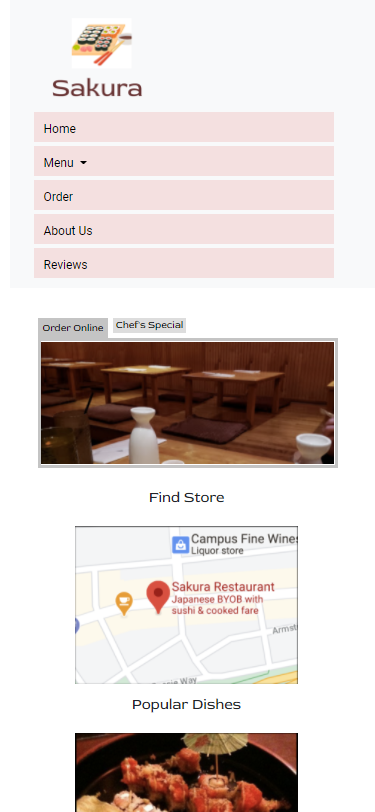 Sakura
Home
Menu
Order
About Us
Reviews
Order Online
Chef's Special
Find Store
Campus Fine Wines
Liquor store
Sakura Restaurant
Japanese BYOB with
sushi & cooked fare
Armst
Way
Popular Dishes